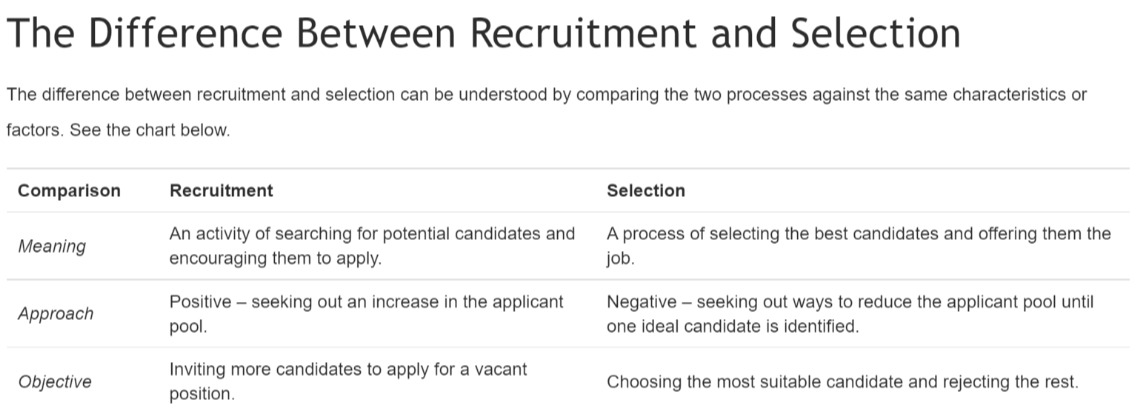 The Difference Between Recruitment and Selection
The difference between recruitment and selection can be understood by comparing the two processes against the same characteristics or
factors. See the chart below.
Comparison Recruitment Selection
Meaning An activity of searching for potential candidates and encouraging them to apply. A process of selecting the best candidates and offering them the job.
Approach Positive – seeking out an increase in the applicant pool. Negative – seeking out ways to reduce the applicant pool until one ideal candidate is identified.
Objective Inviting more candidates to apply for a vacant position. Choosing the most suitable candidate and rejecting the rest.